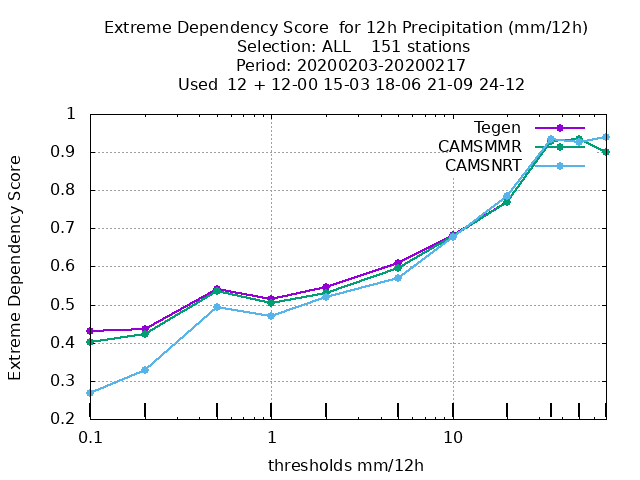 Extreme Dependency Score  for 12h Precipitation (mm/12h)
Selection: ALL    151 stations
Period: 20200203-20200217
Used  12 + 12-00 15-03 18-06 21-09 24-12
Tegen
CAMSMMR
CAMSNRT
Extreme Dependency Score
1
0.9
0.8
0.7
0.6
0.5
0.4
0.3
0.2
0.1 1 10
thresholds mm/12h